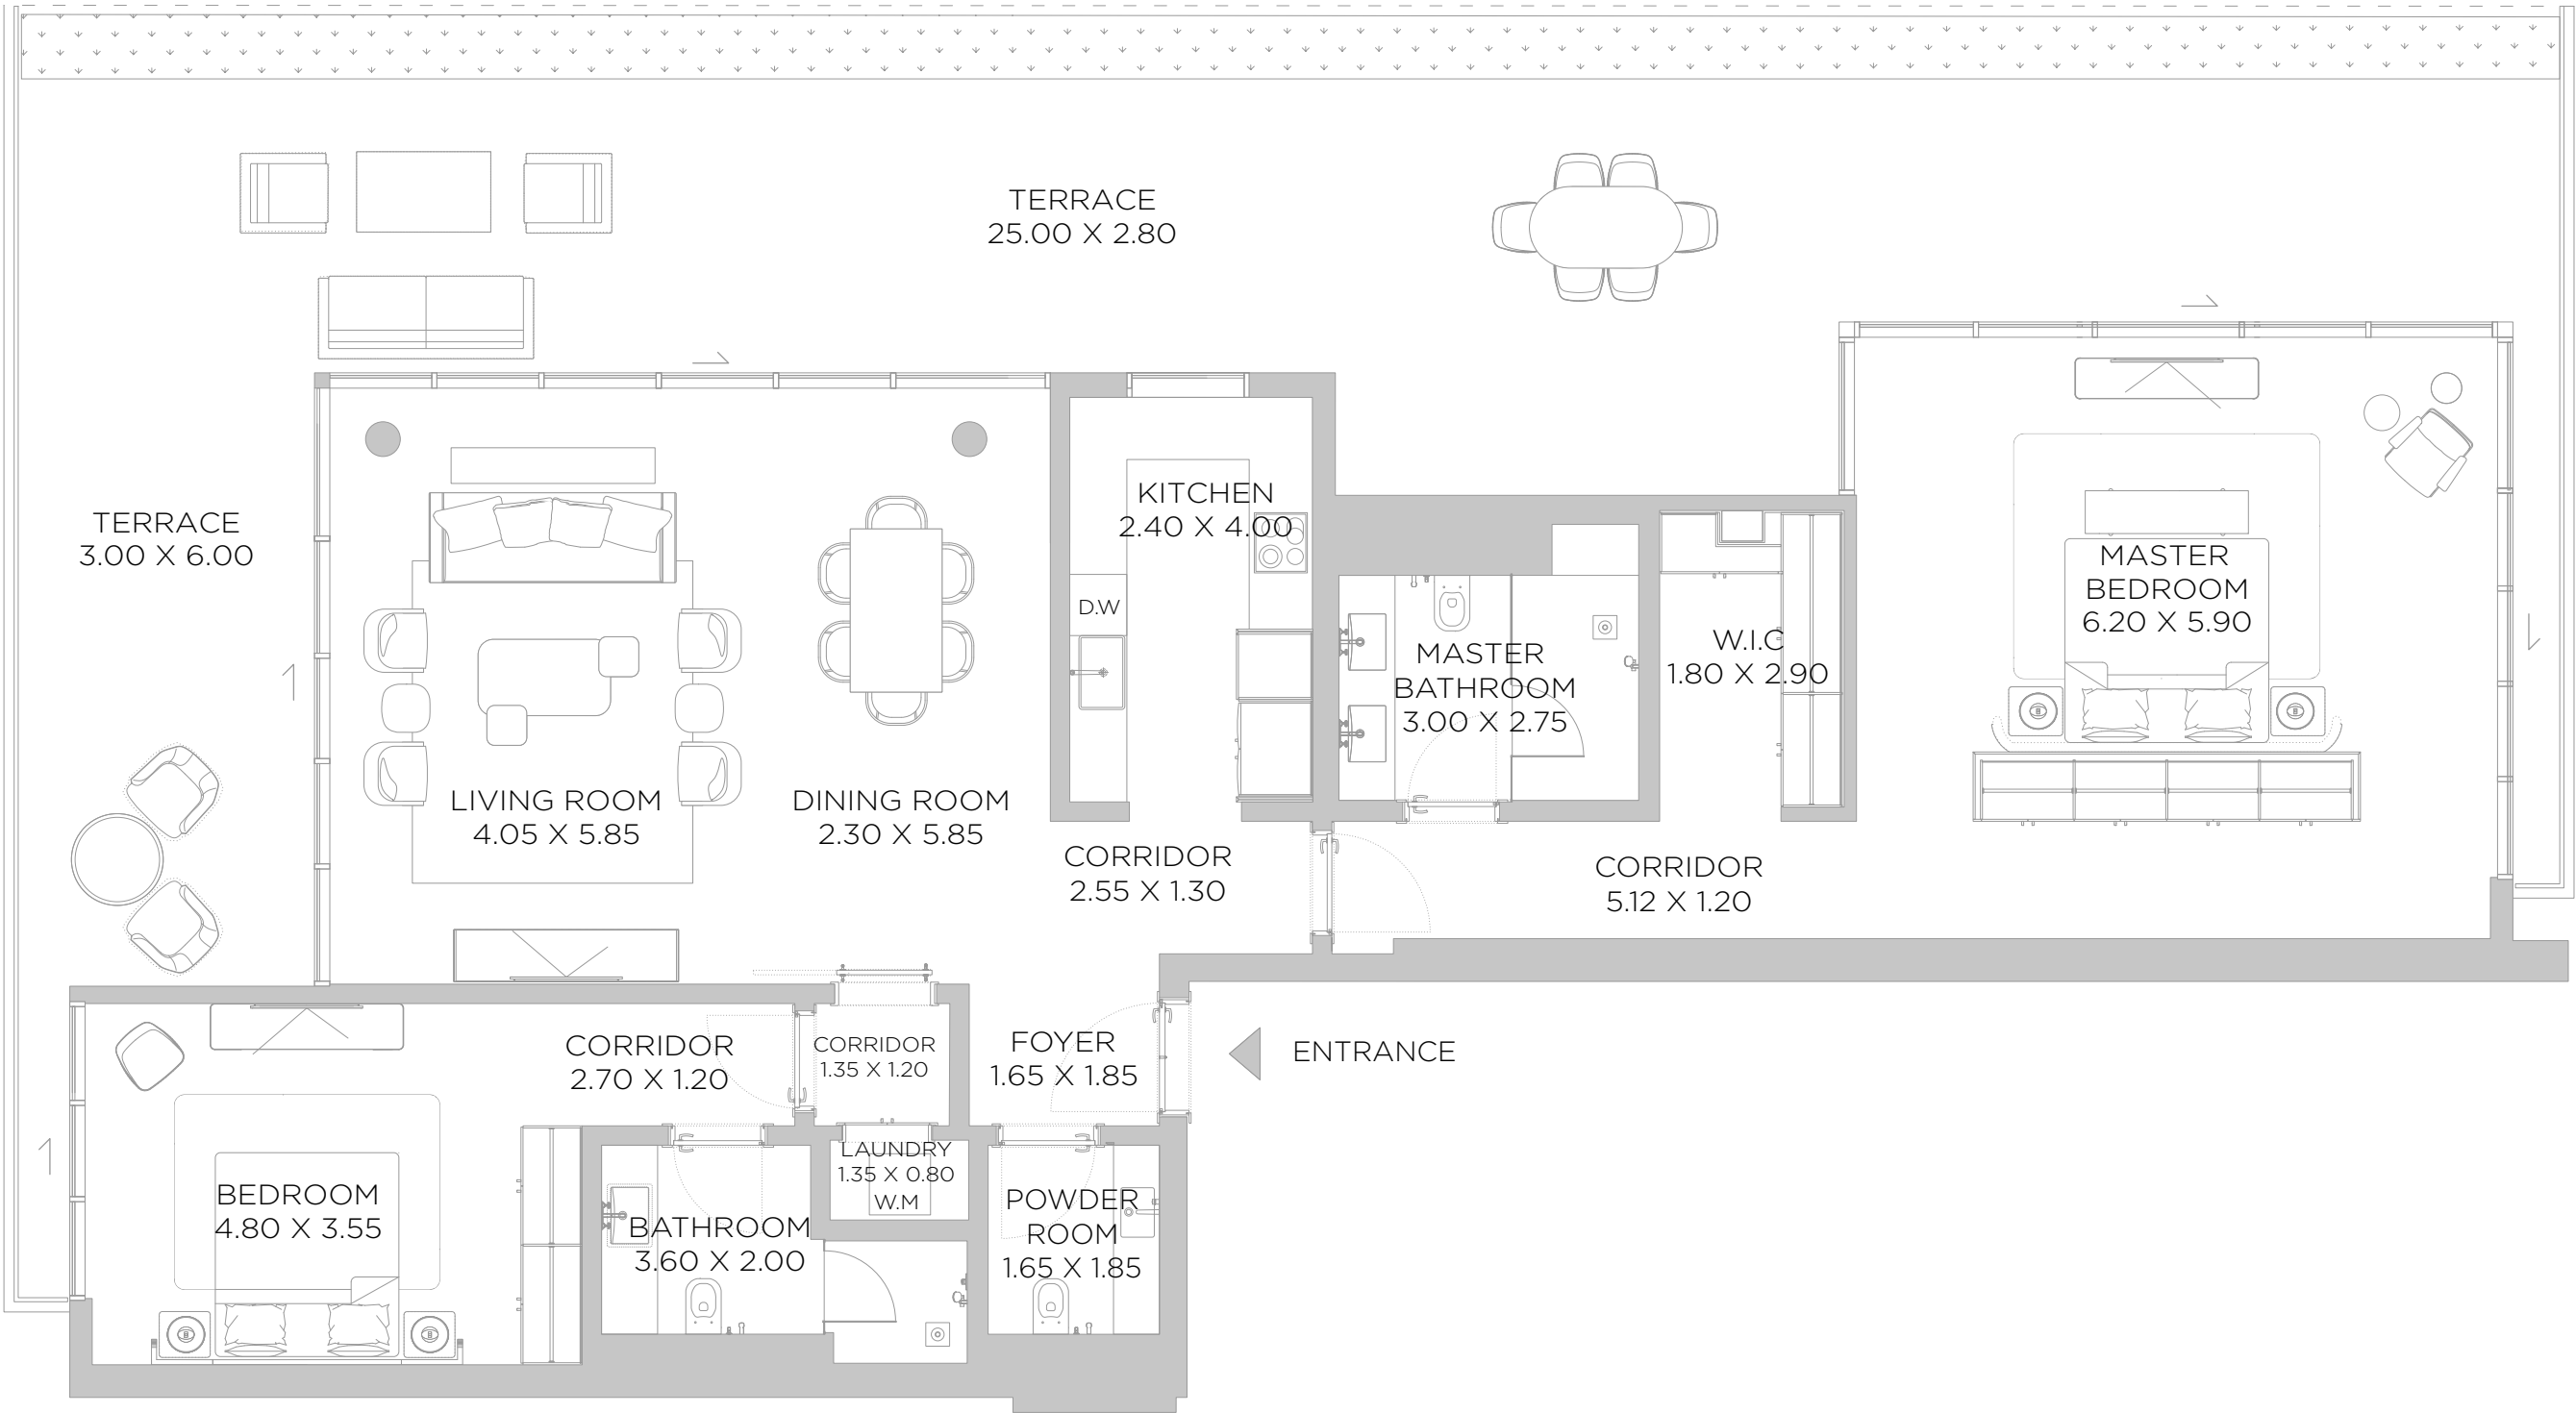 TERRACE
25.00 X 2.80
TERRACE
3.00 X 6.00
KITCHEN
2.40 X 4.00
D.W
MASTER
BATHROOM
3.00 X 2.75
W.I.C
1.80 X 2.90
MASTER
BEDROOM
6.20 X 5.90
LIVING ROOM
4.05 X 5.85
DINING ROOM
2.30 X 5.85
CORRIDOR
2.55 X 1.30
CORRIDOR
5.12 X 1.20
CORRIDOR
2.70 X 1.20
CORRIDOR
1.35 X 1.20
FOYER
1.65 X 1.85
ENTRANCE
BEDROOM
4.80 X 3.55
BATHROOM
3.60 X 2.00
LAUNDRY
1.35 X 0.80
W.M
POWDER
ROOM
1.65 X 1.85